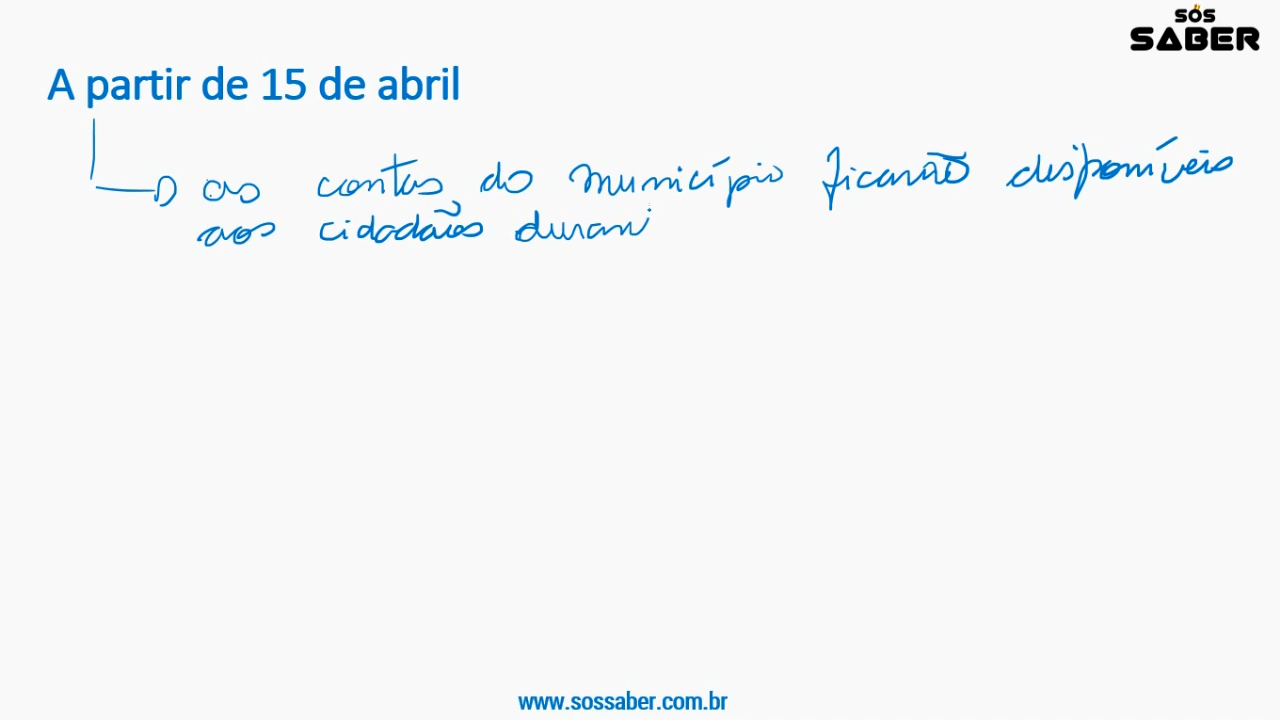 SÓS
SABER
A partir de 15 de abril
as contas do município ficarão disponíveis
aos cidadãos
www.sossaber.com.br